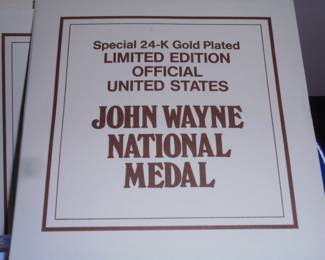 Special 24-K Gold Plated
LIMITED EDITION
OFFICIAL
UNITED STATES
JOHN WAYNE
NATIONAL
MEDAL